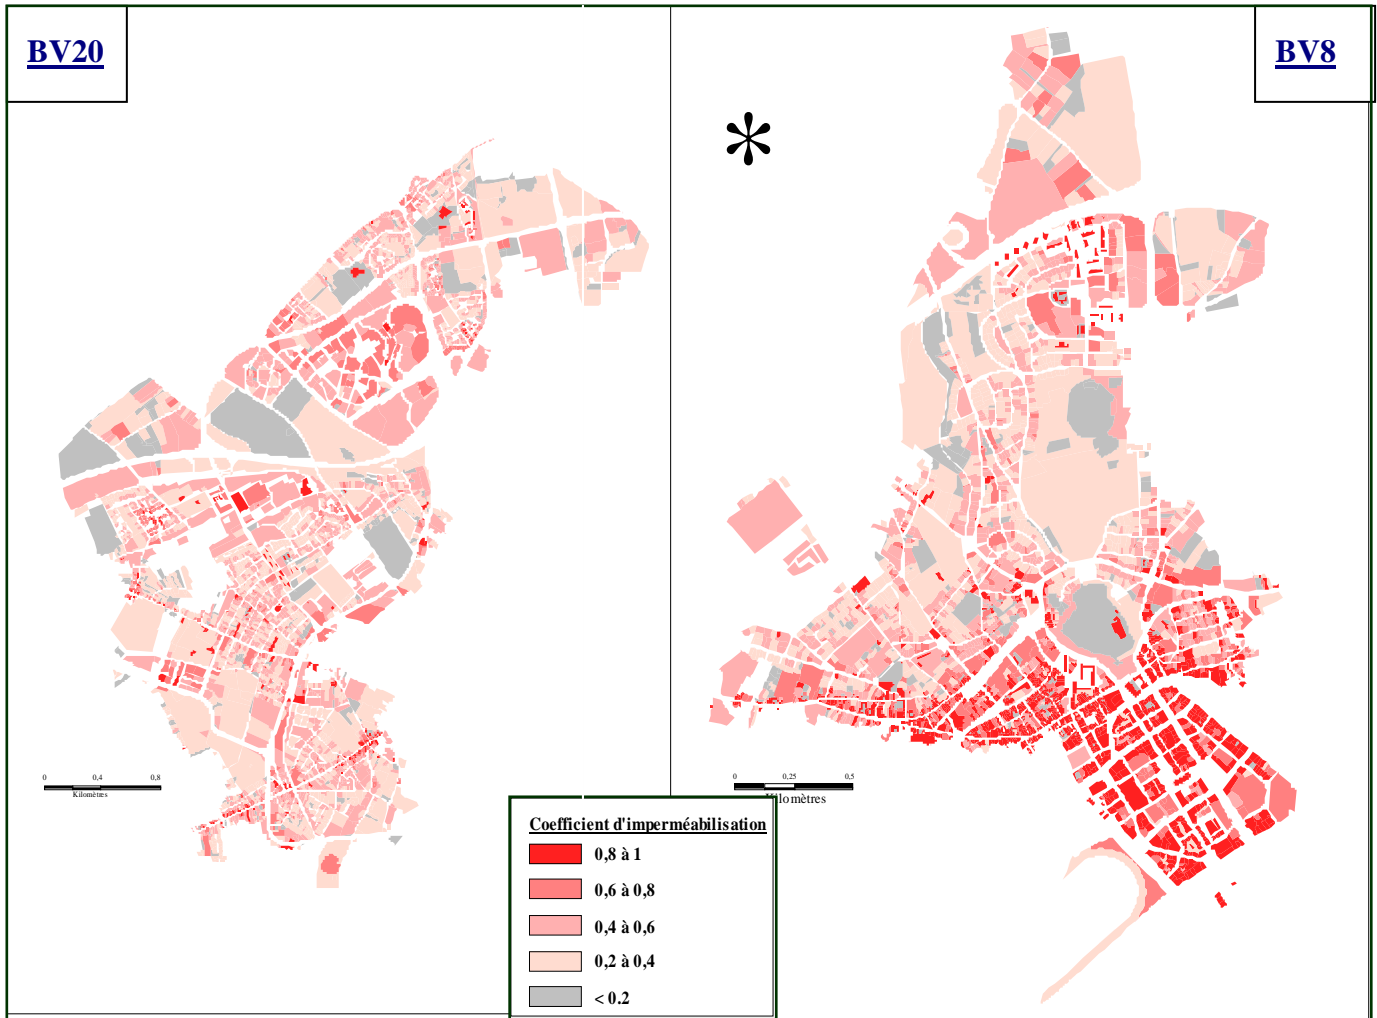 BV20
BV8
0 0,4 0,8
Kilomètres
0 0,25 0,5
Kilomètres
Coefficient d'imperméabilisation
0,8 à 1
0,6 à 0,8
0,4 à 0,6
0,2 à 0,4
< 0.2